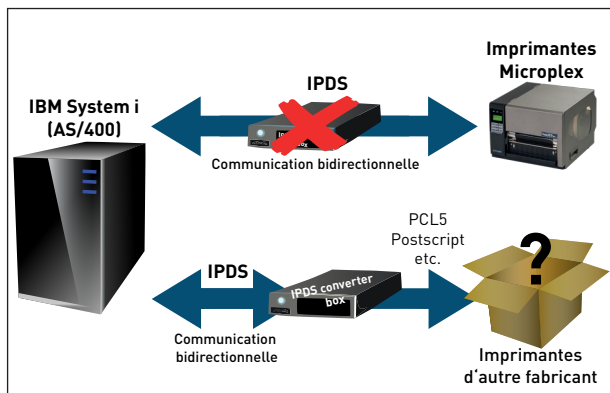 Imprimantes
Microplex
IPDS
IBM System i
(AS/400)
Communication bidirectionnelle
PCL5
Postscript
etc.
?
IPDS
IPDS converter
box
Communication
bidirectionnelle
Imprimantes
d'autre fabricant